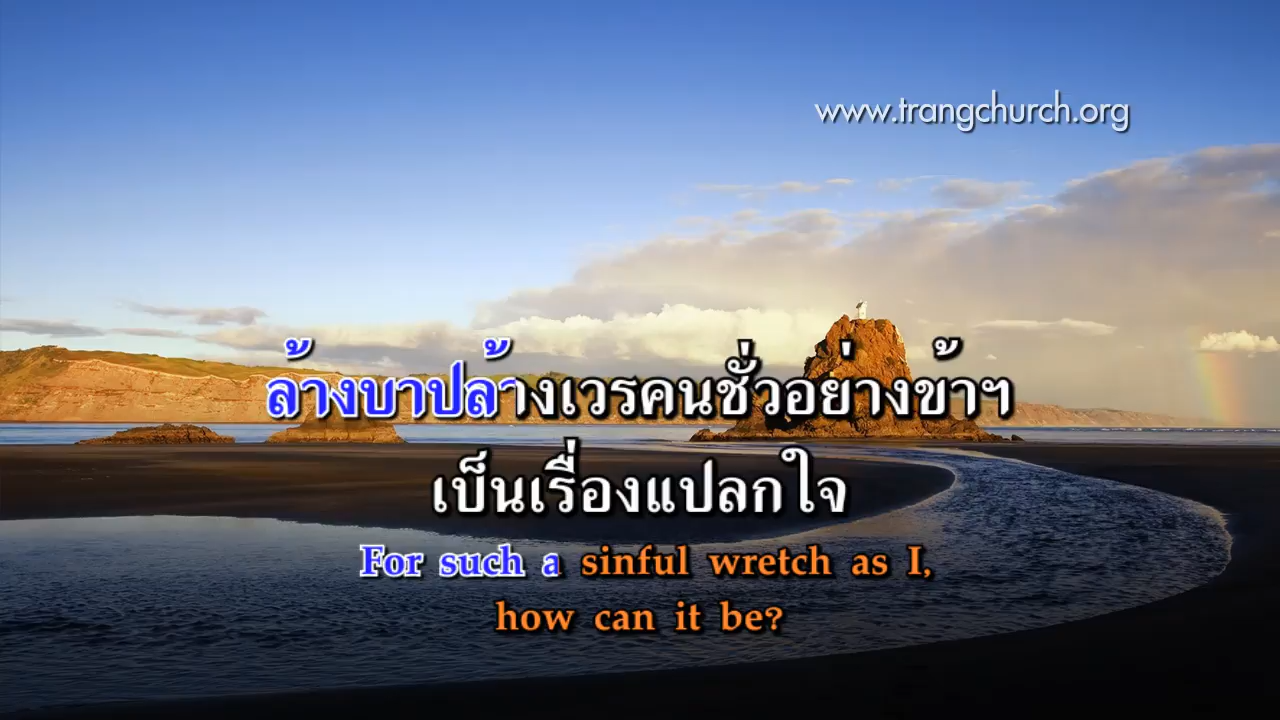 www.trangchurch.org
ล้างบาปล้างเวรคนชั่วอย่างข้าฯ
เป็นเรื่องแปลกใจ
For such a sinful wretch as I,
how can it be?